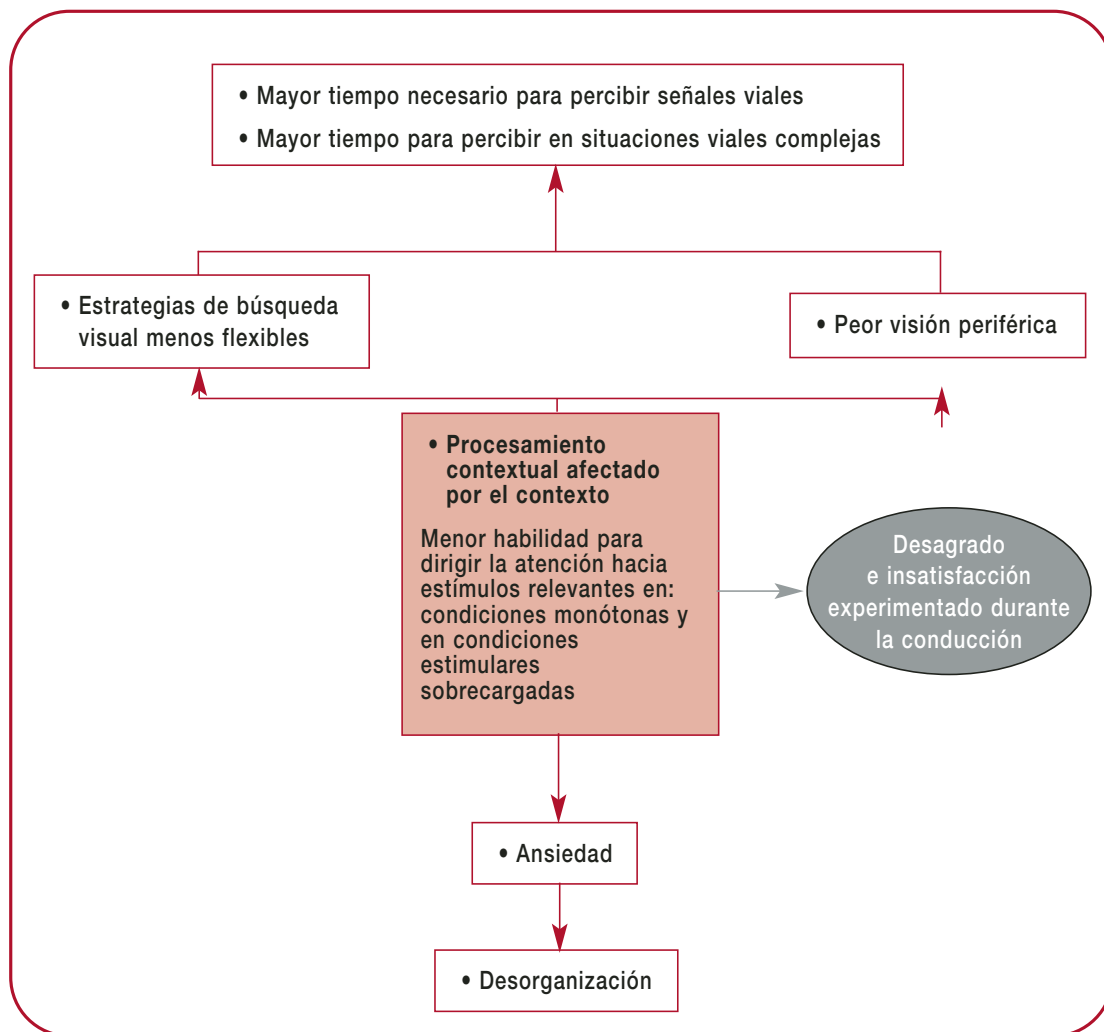 • Mayor tiempo necesario para percibir señales viales
• Mayor tiempo para percibir en situaciones viales complejas
• Estrategias de búsqueda
visual menos flexibles
• Peor visión periférica
• Procesamiento
contextual afectado
por el contexto
Menor habilidad para
dirigir la atención hacia
estímulos relevantes en:
condiciones monótonas y
en condiciones
estimulares
sobrecargadas
Desagrado
e insatisfacción
experimentado durante
la conducción
• Ansiedad
• Desorganización